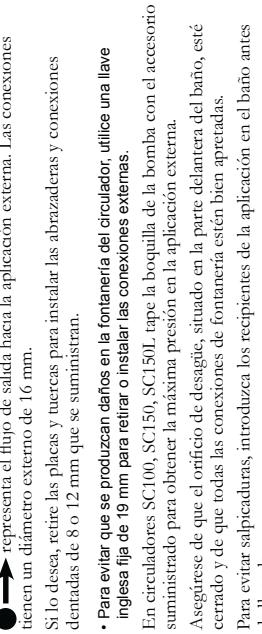 representa el flujo de salida hacia la aplicación externa. Las conexiones
tienen un diámetro externo de 16 mm.
Si lo desea, retire las placas y tuercas para instalar las abrazaderas y conexiones
dentadas de 8 o 12 mm que se suministran.
• Para evitar que se produzcan daños en la fontanería del circulador, utilice una llave
inglesa fija de 19 mm para retirar o instalar las conexiones externas.
En circuladores SC100, SC150, SC150L tape la boquilla de la bomba con el accesorio
suministrado para obtener la máxima presión en la aplicación externa.
Asegúrese de que el orificio de desagüe, situado en la parte delantera del baño, esté
cerrado y de que todas las conexiones de fontanería estén bien apretadas.
Para evitar salpicaduras, introduzca los recipientes de la aplicación en el baño antes